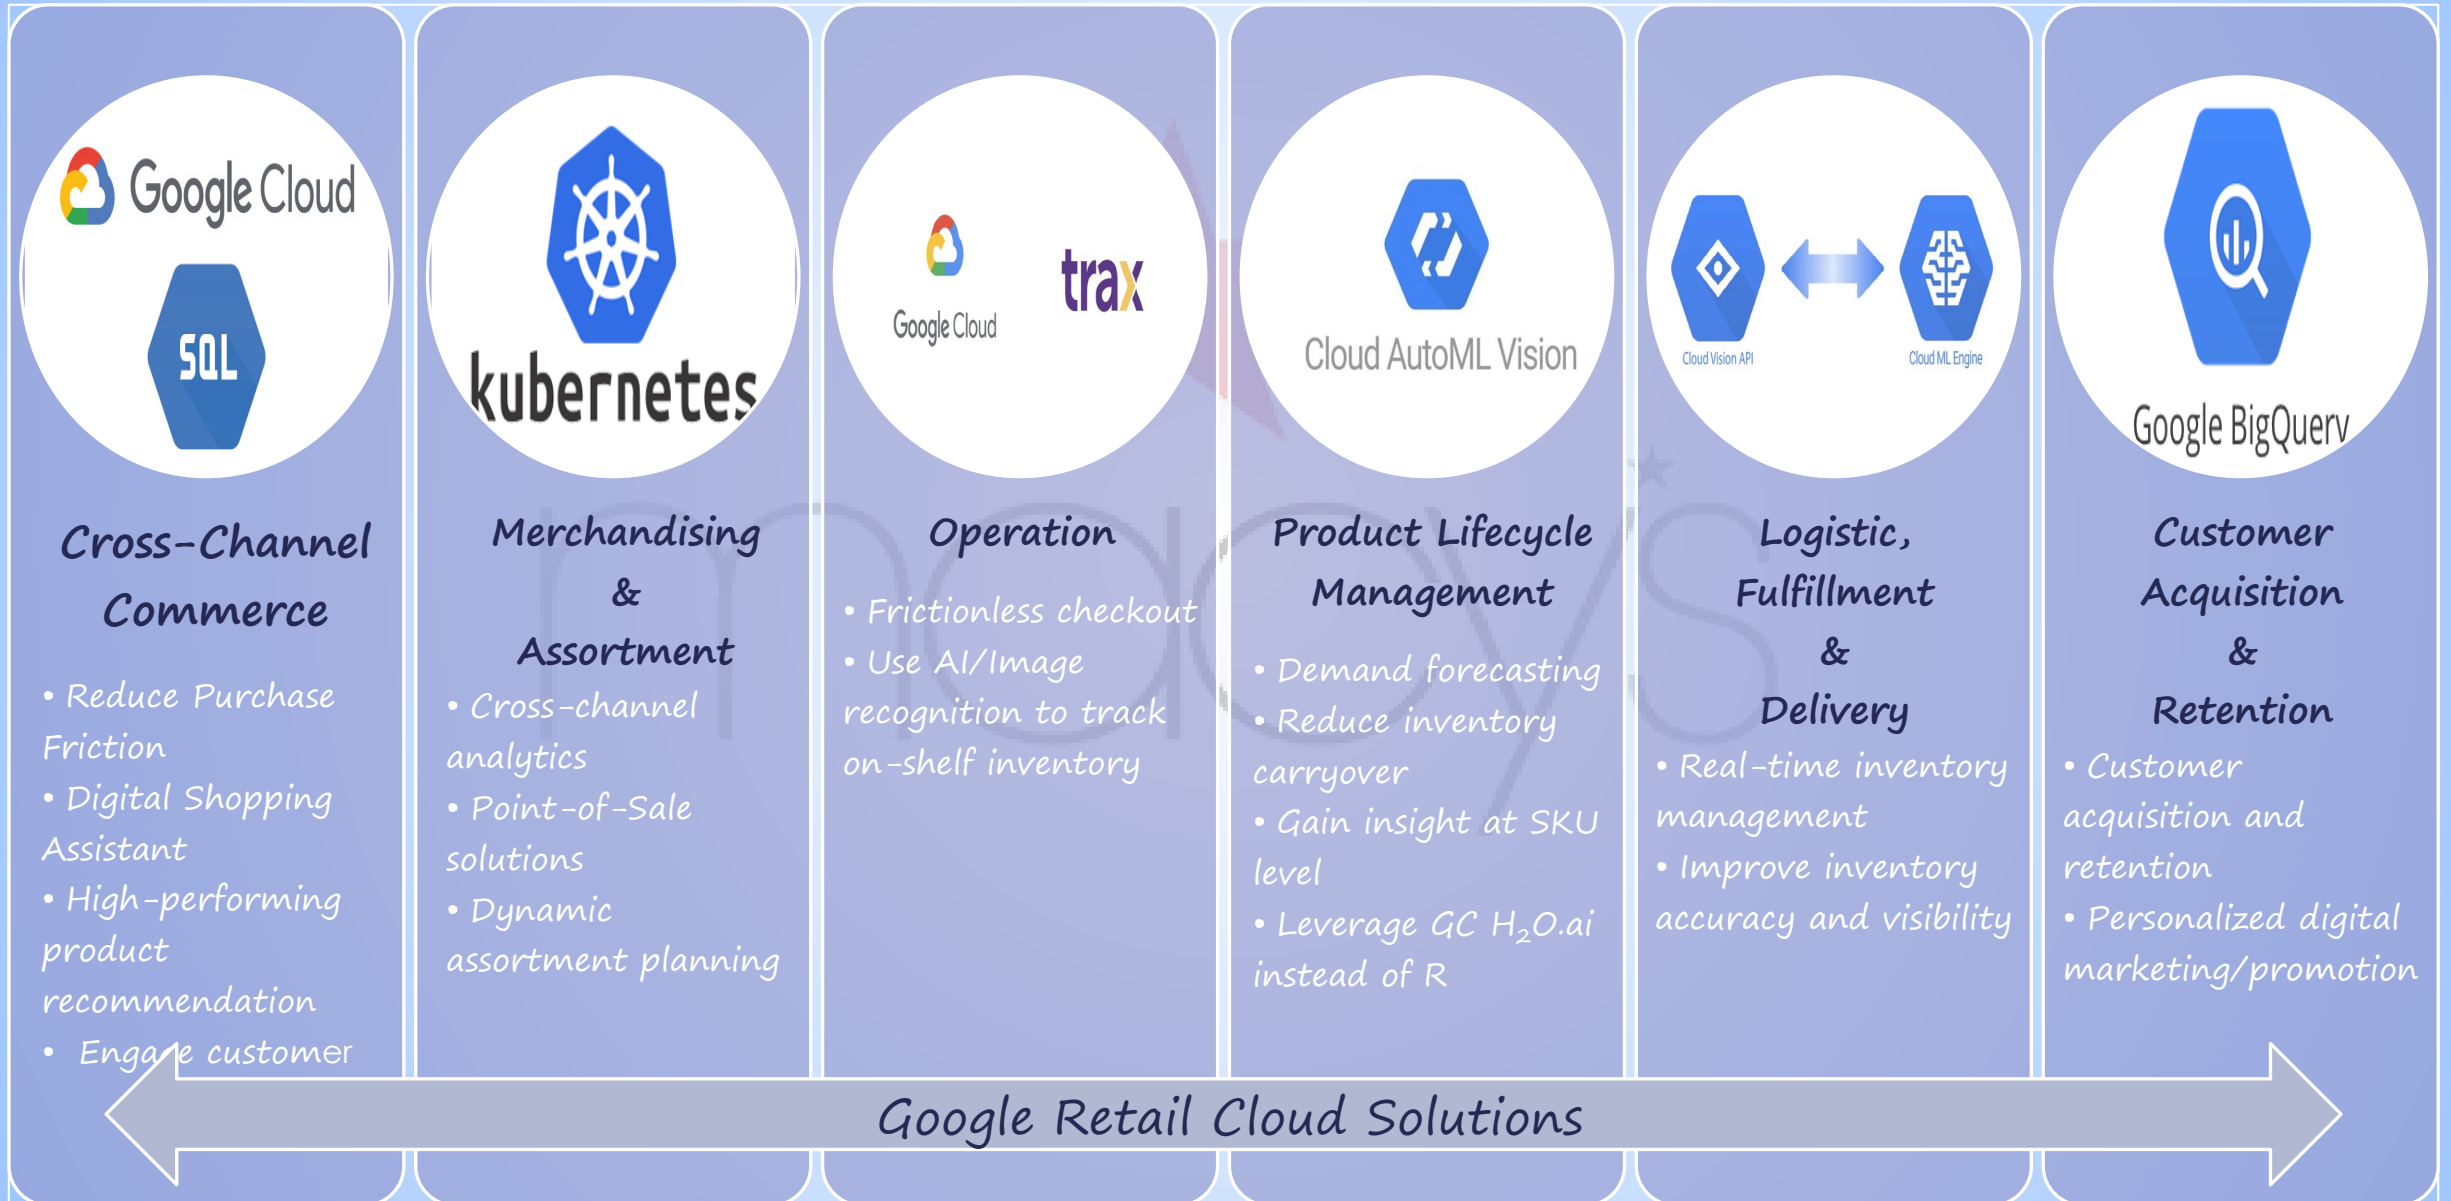 Google Cloud
SQL
Cross-Channel
Commerce
• Reduce Purchase
Friction
• Digital Shopping
Assistant
• High-performing
product
recommendation
• Engage customer
kubernetes
Merchandising
&
Assortment
• Cross-channel
analytics
• Point-of-Sale
solutions
• Dynamic
assortment planning
Google Cloud
trax
Operation
• Frictionless checkout
• Use AI/Image
recognition to track
on-shelf inventory
Cloud AutoML Vision
Product Lifecycle
Management
• Demand forecasting
• Reduce inventory
carryover
• Gain insight at SKU
level
• Leverage GC H₂O.ai
instead of R
Cloud Vision API
Cloud ML Engine
Logistic,
Fulfillment
&
Delivery
• Real-time inventory
management
• Improve inventory
accuracy and visibility
Google BigQuery
Customer
Acquisition
&
Retention
• Customer
acquisition and
retention
• Personalized digital
marketing/promotion
Google Retail Cloud Solutions
macy's